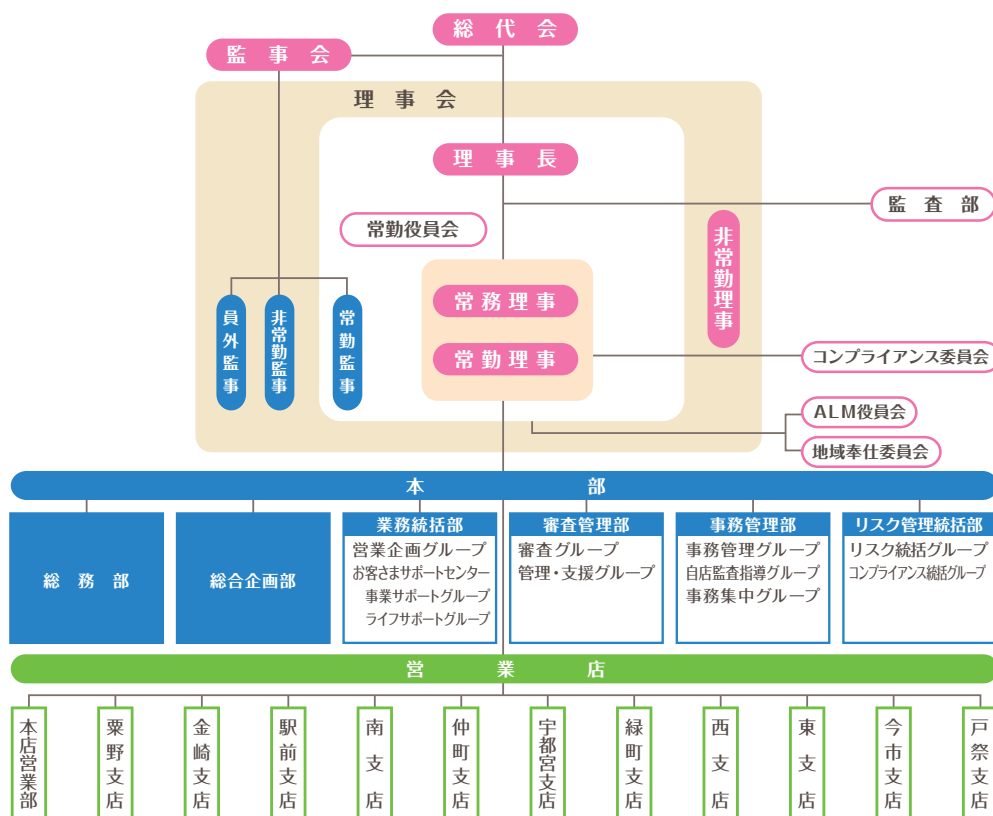 総代会
監事会
理事会
理事長
監査部
常勤役員会
非常勤理事
常務理事
員外監事
非常勤監事
常勤監事
常勤理事
コンプライアンス委員会
ALM役員会
地域奉仕委員会
本部
総務部
総合企画部
業務統括部
営業企画グループ
お客さまサポートセンター
事業サポートグループ
ライフサポートグループ
審査管理部
審査グループ
管理・支援グループ
事務管理部
事務管理グループ
自店監査指導グループ
事務集中グループ
リスク管理統括部
リスク統括グループ
コンプライアンス統括グループ
営業店
本店営業部
粟野支店
金崎支店
駅前支店
南支店
仲町支店
宇都宮支店
緑町支店
西支店
東支店
今市支店
戸祭支店